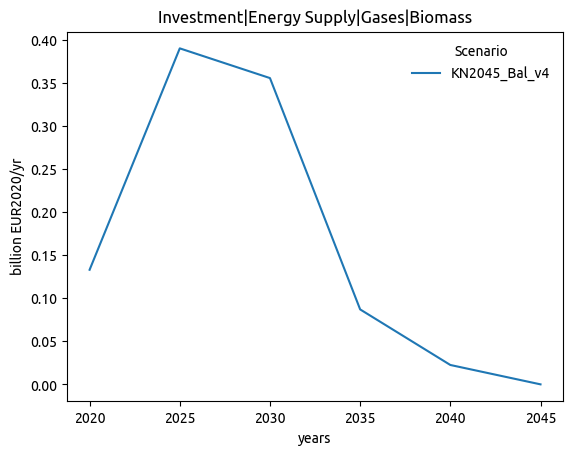 Investment|Energy Supply|Gases|Biomass
Scenario
KN2045_Bal_v4
billion EUR2020/yr
0.40
0.35
0.30
0.25
0.20
0.15
0.10
0.05
0.00
2020 2025 2030 2035 2040 2045
years